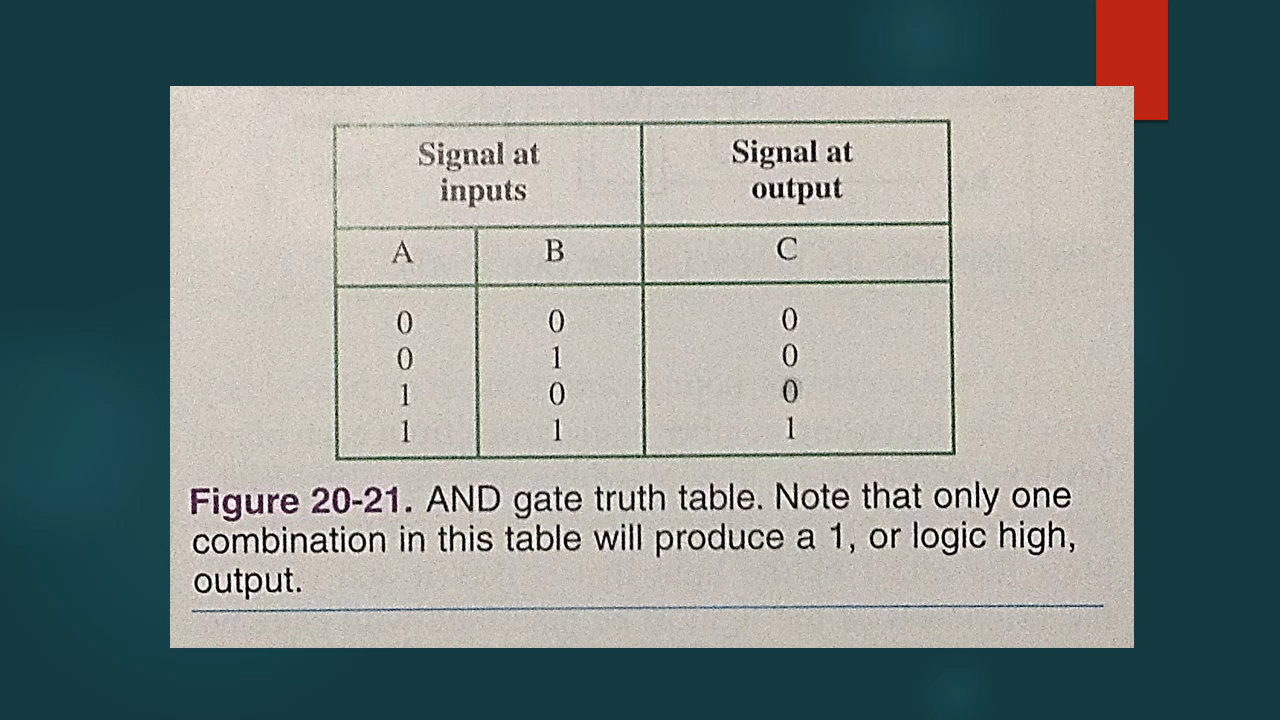 Signal at inputs Signal at output
A B C
0 0 0
0 1 0
1 0 0
1 1 1
Figure 20-21. AND gate truth table. Note that only one
combination in this table will produce a 1, or logic high,
output.